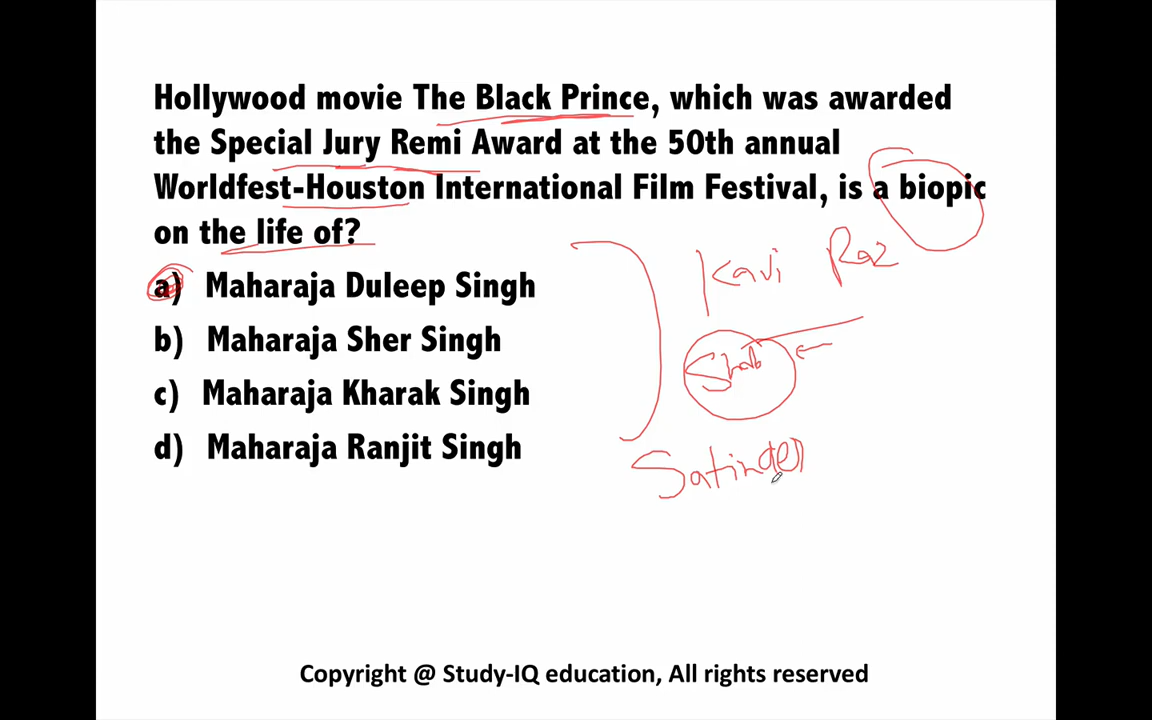 Hollywood movie The Black Prince, which was awarded
the Special Jury Remi Award at the 50th annual
Worldfest-Houston International Film Festival, is a biopic
on the life of?
a) Maharaja Duleep Singh
b) Maharaja Sher Singh
c) Maharaja Kharak Singh
d) Maharaja Ranjit Singh
Kavi Raz
Satinder
Copyright @ Study-IQ education, All rights reserved